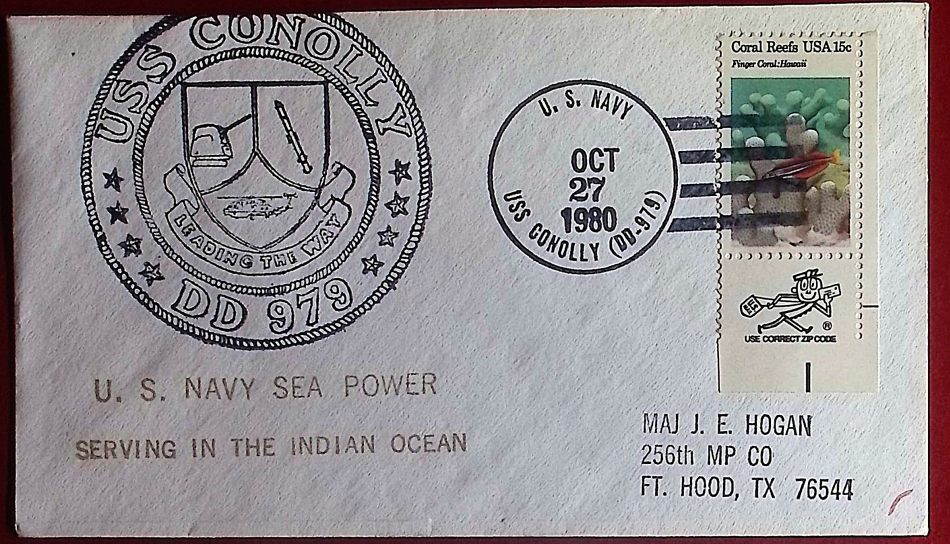 USS CONOLLY
LEADING THE WAY
DD 979
U. S. NAVY
OCT
27
1980
USS CONOLLY (DD-979)
Coral Reefs USA 15c
Finger Coral: Hawaii
®
USE CORRECT ZIP CODE
U. S. NAVY SEA POWER
SERVING IN THE INDIAN OCEAN
MAJ J. E. HOGAN
256th MP CO
FT. HOOD, TX 76544